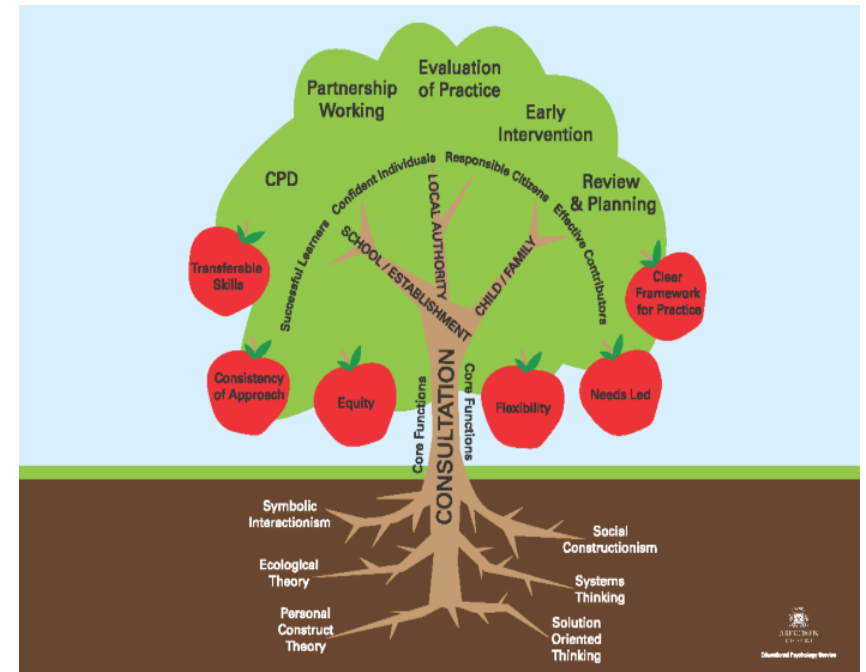 Evaluation
of Practice
Partnership
Working
Early
Intervention
CPD
Review
& Planning
Successful Learners
Confident Individuals
Responsible Citizens
Effective Contributors
SCHOOL / ESTABLISHMENT
LOCAL AUTHORITY
CHILD / FAMILY
Transferable
Skills
Clear
Framework
for Practice
Consistency
of Approach
Equity
Flexibility
Needs Led
Core Functions
CONSULTATION
Core Functions
Symbolic
Interactionism
Social
Constructionism
Ecological
Theory
Systems
Thinking
Personal
Construct
Theory
Solution
Oriented
Thinking
Educational Psychology Service